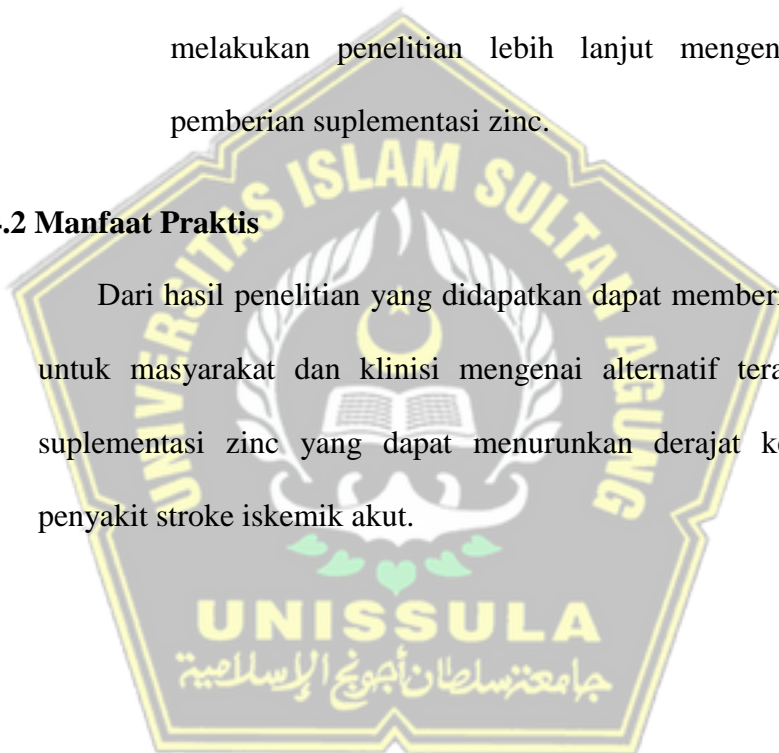 melakukan penelitian lebih lanjut mengen
pemberian suplementasi zinc.
.2 Manfaat Praktis
Dari hasil penelitian yang didapatkan dapat member
untuk masyarakat dan klinisi mengenai alternatif tera
suplementasi zinc yang dapat menurunkan derajat ke
penyakit stroke iskemik akut.
UNIVERSITAS ISLAM SULTAN AGUNG
UNISSULA
جامعة سلطان أجونج الإسلامية